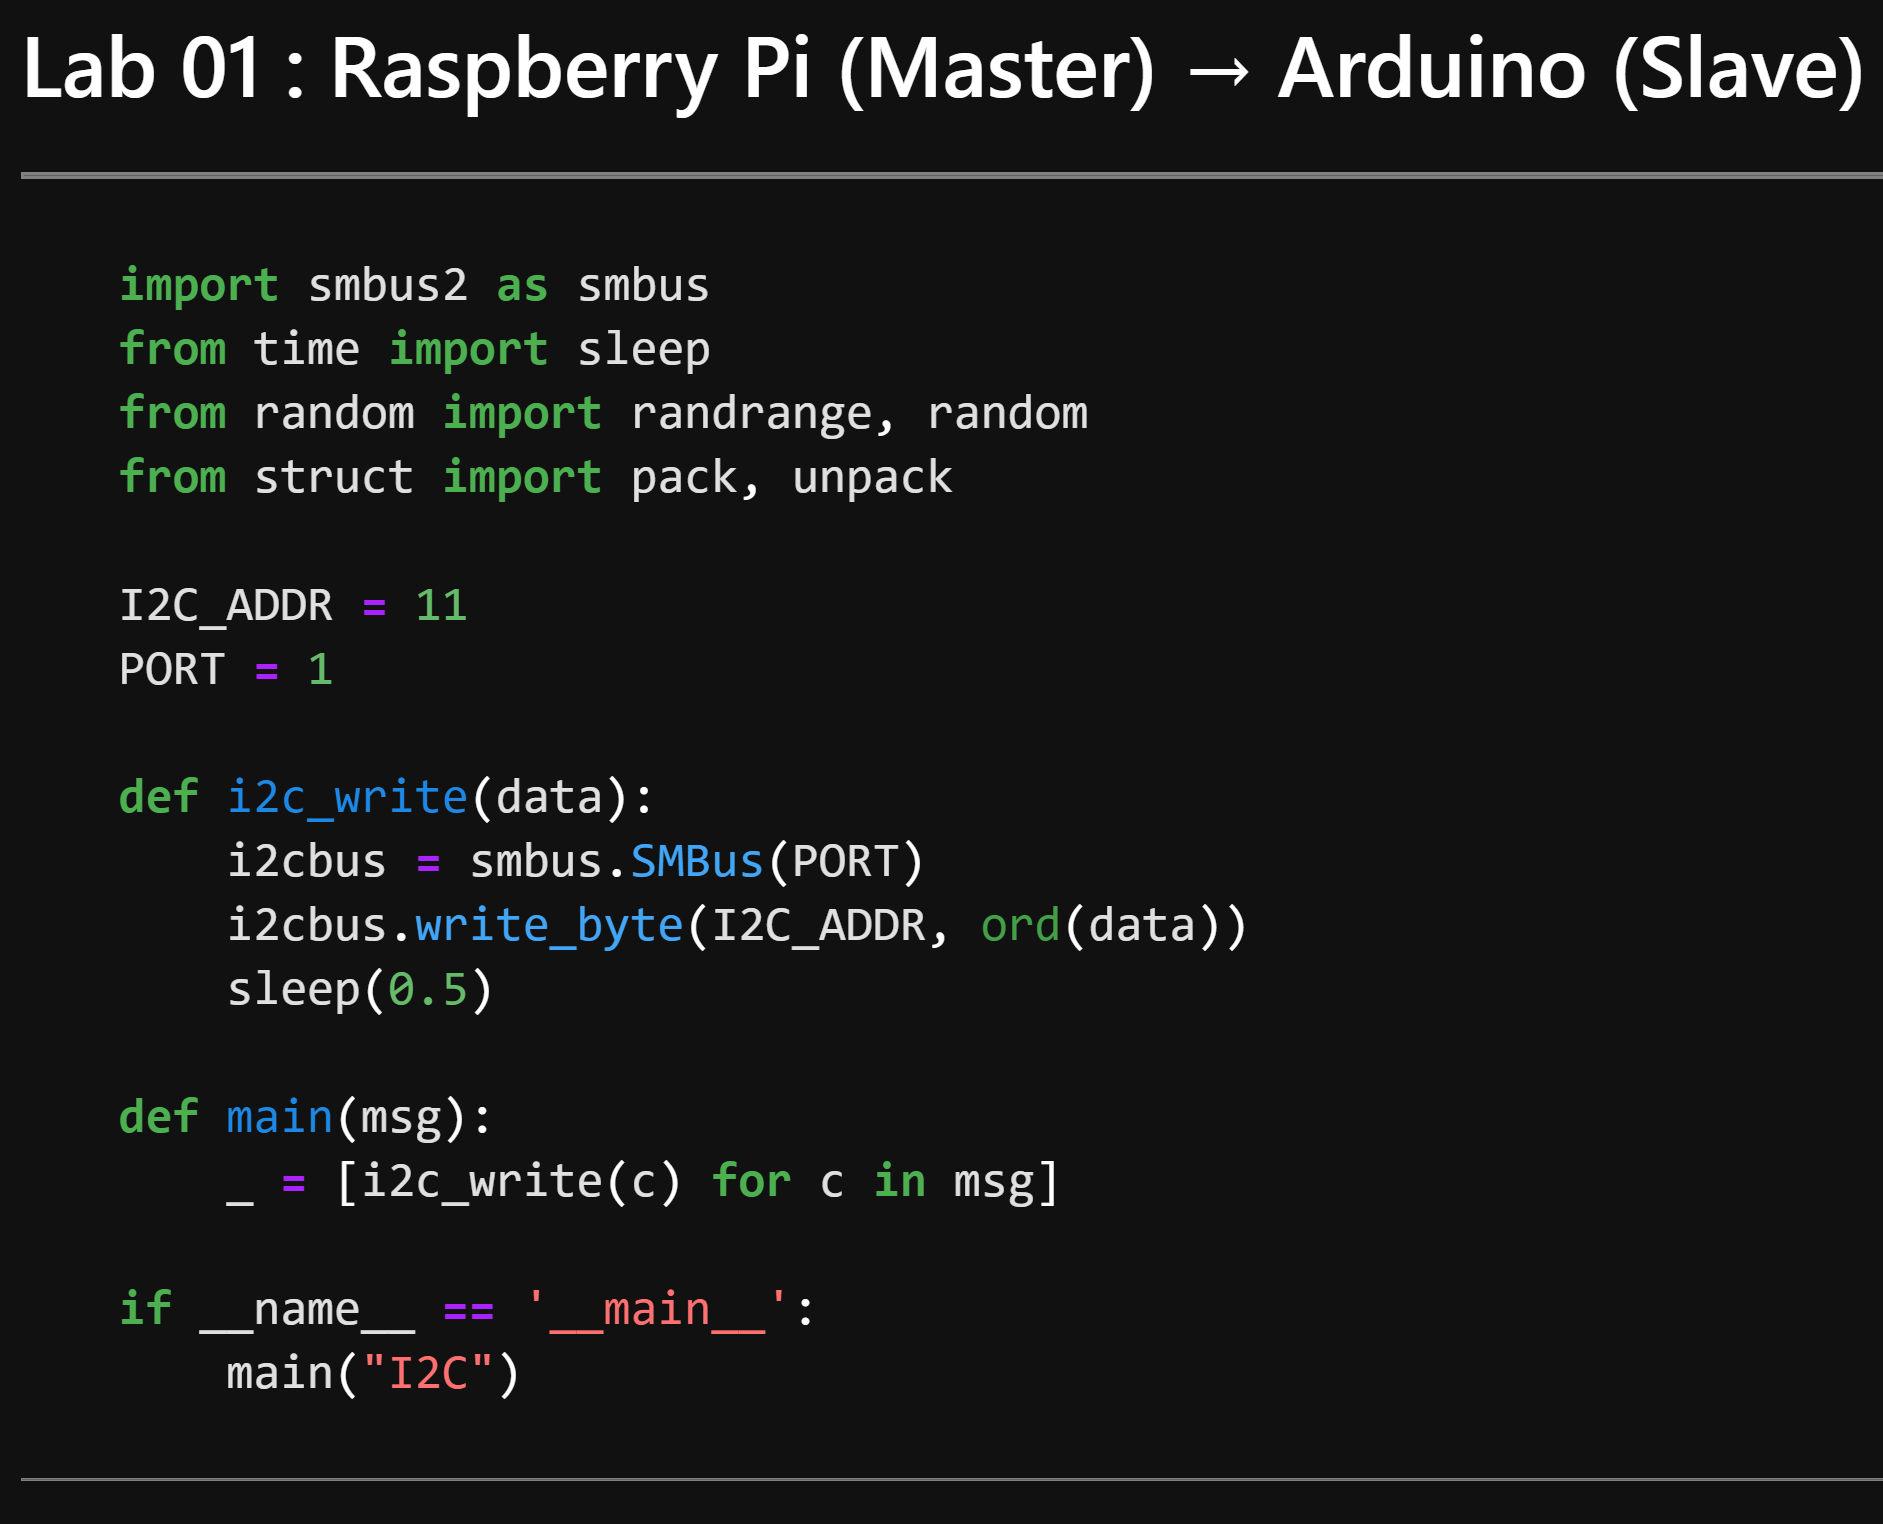 Lab 01 : Raspberry Pi (Master) → Arduino (Slave)
import smbus2 as smbus
from time import sleep
from random import randrange, random
from struct import pack, unpack
I2C_ADDR = 11
PORT = 1
def i2c_write(data):
    i2cbus = smbus.SMBus(PORT)
    i2cbus.write_byte(I2C_ADDR, ord(data))
    sleep(0.5)
def main(msg):
    _ = [i2c_write(c) for c in msg]
if __name__ == '__main__':
    main("I2C")